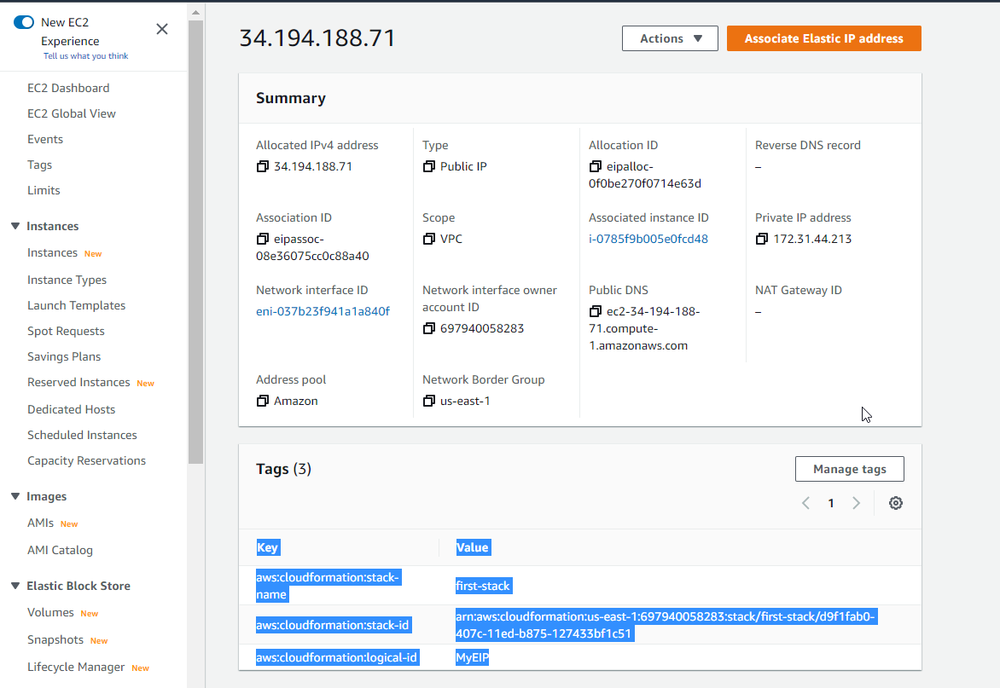 New EC2
Experience
Tell us what you think
EC2 Dashboard
EC2 Global View
Events
Tags
Limits
Instances
Instances New
Instance Types
Launch Templates
Spot Requests
Savings Plans
Reserved Instances New
Dedicated Hosts
Scheduled Instances
Capacity Reservations
Images
AMIs New
AMI Catalog
Elastic Block Store
Volumes New
Snapshots New
Lifecycle Manager New
34.194.188.71
Actions
Associate Elastic IP address
Summary
Allocated IPv4 address
34.194.188.71
Type
Public IP
Allocation ID
eipalloc-
0f0be270f0714e63d
Reverse DNS record
–
Association ID
eipassoc-
08e36075cc0c88a40
Scope
VPC
Associated instance ID
i-0785f9b005e0fcd48
Private IP address
172.31.44.213
Network interface ID
eni-037b23f941a1a840f
Network interface owner
account ID
697940058283
Public DNS
ec2-34-194-188-
71.compute-
1.amazonaws.com
NAT Gateway ID
–
Address pool
Amazon
Network Border Group
us-east-1
Tags (3)
Manage tags
1
Key Value
aws:cloudformation:stack-
name
first-stack
aws:cloudformation:stack-id
arn:aws:cloudformation:us-east-1:697940058283:stack/first-stack/d9f1fab0-
407c-11ed-b875-127433bf1c51
aws:cloudformation:logical-id
MyEIP